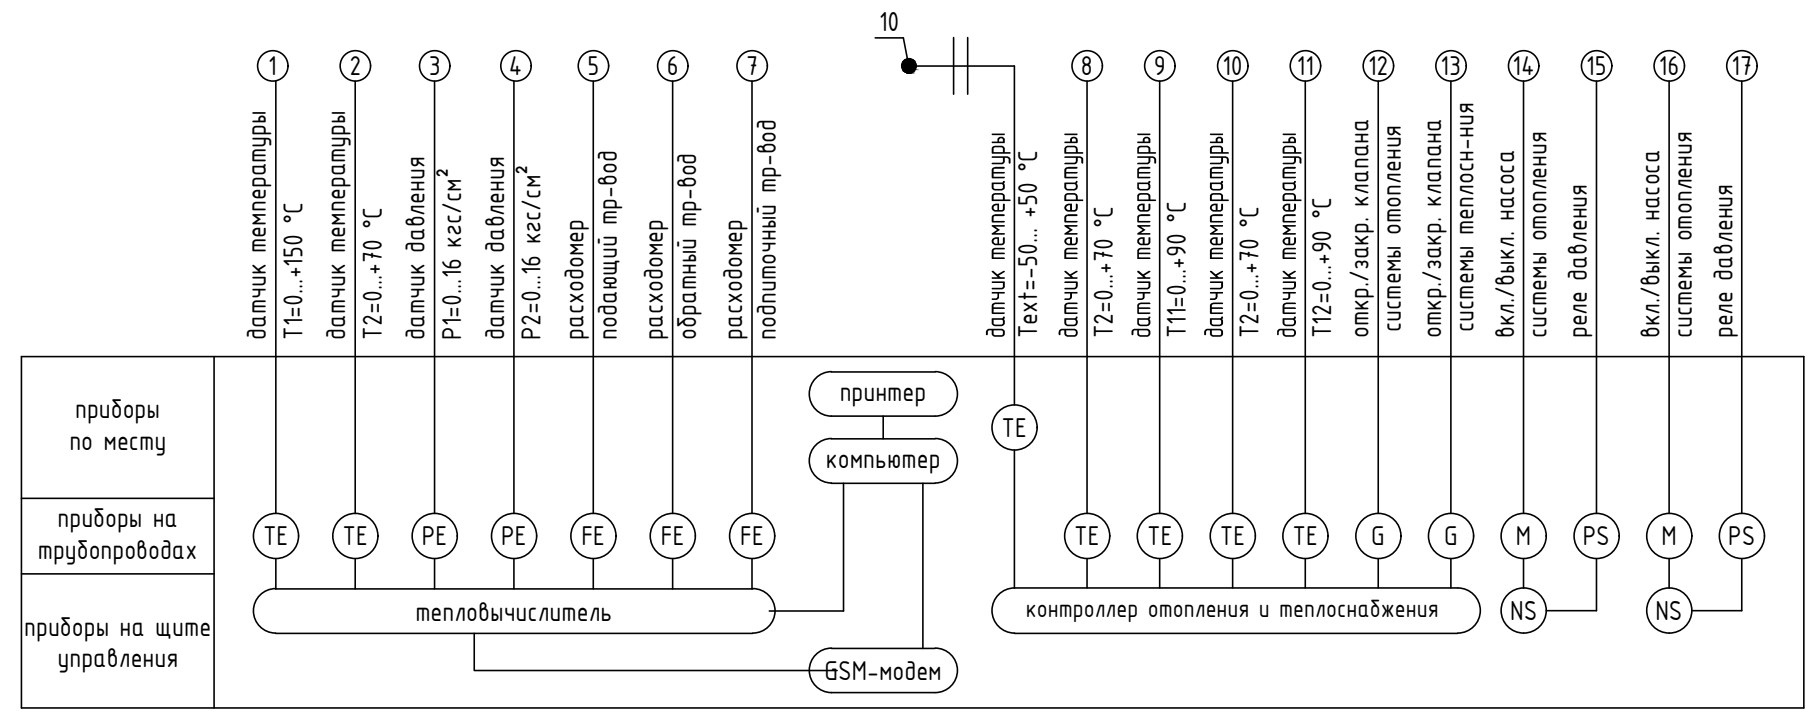 10
1
2
3
4
5
6
7
8
9
10
11
12
13
14
15
16
17
датчик температуры
T1=0...+150 °C
датчик температуры
T2=0...+70 °C
датчик давления
P1=0...16 кгс/см²
датчик давления
P2=0...16 кгс/см²
расходомер
подающий тр-вод
расходомер
обратный тр-вод
расходомер
подпиточный тр-вод
датчик температуры
Text=-50... +50 °C
датчик температуры
T2=0...+70 °C
датчик температуры
T11=0...+90 °C
датчик температуры
T2=0...+70 °C
датчик температуры
T12=0...+90 °C
откр./закр. клапана
системы отопления
откр./закр. клапана
системы теплосн-ния
вкл./выкл. насоса
системы отопления
реле давления
вкл./выкл. насоса
системы отопления
реле давления
приборы
по месту
принтер
компьютер
TE
приборы на
трубопроводах
TE
TE
PE
PE
FE
FE
FE
TE
TE
TE
TE
G
G
M
PS
M
PS
приборы на щите
управления
тепловычислитель
GSM-модем
контроллер отопления и теплоснабжения
NS
NS